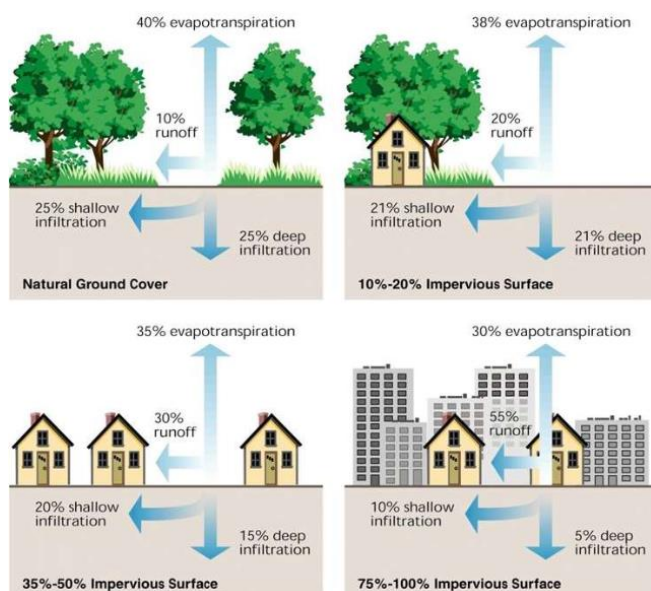 40% evapotranspiration
10%
runoff
25% shallow
infiltration
25% deep
infiltration
Natural Ground Cover
38% evapotranspiration
20%
runoff
21% shallow
infiltration
21% deep
infiltration
10%-20% Impervious Surface
35% evapotranspiration
30%
runoff
20% shallow
infiltration
15% deep
infiltration
35%-50% Impervious Surface
30% evapotranspiration
55%
runoff
10% shallow
infiltration
5% deep
infiltration
75%-100% Impervious Surface